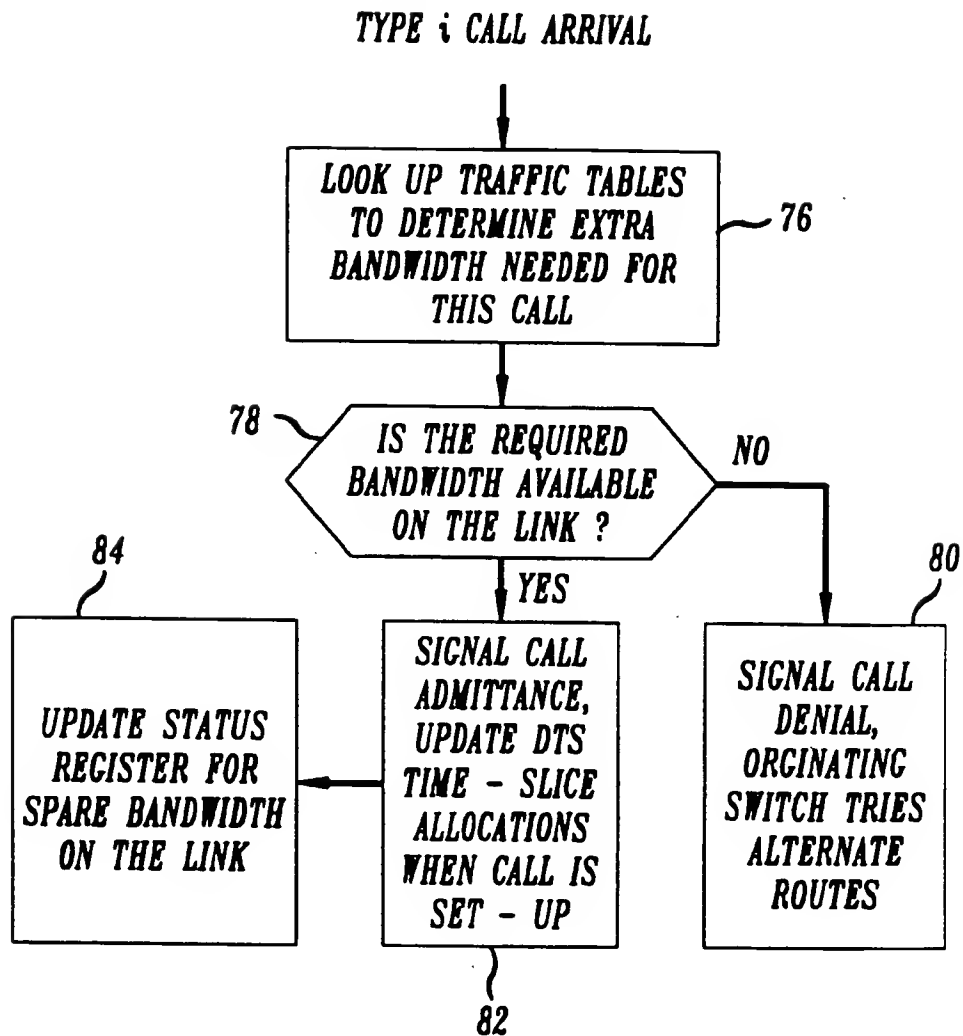 TYPE i CALL ARRIVAL
LOOK UP TRAFFIC TABLES
TO DETERMINE EXTRA
BANDWIDTH NEEDED FOR
THIS CALL
76
78
IS THE REQUIRED
BANDWIDTH AVAILABLE
ON THE LINK ?
NO
YES
84
UPDATE STATUS
REGISTER FOR
SPARE BANDWIDTH
ON THE LINK
SIGNAL CALL
ADMITTANCE,
UPDATE DTS
TIME - SLICE
ALLOCATIONS
WHEN CALL IS
SET - UP
82
80
SIGNAL CALL
DENIAL,
ORGINATING
SWITCH TRIES
ALTERNATE
ROUTES